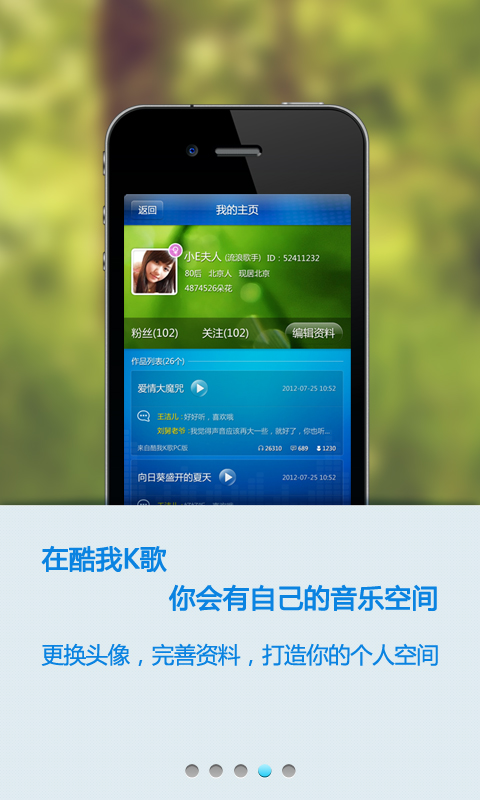 返回
我的主页
小E夫人 (流浪歌手) ID：52411232
80后 北京人 现居北京
4874526朵花
粉丝(102) 关注(102) 编辑资料
作品列表(26个)
爱情大魔咒 2012-07-25 10:52
王洁儿：好好听，喜欢哦
刘舅老爷：我觉得声音应该再大一些，就好了，你也听...
来自酷我K歌PC版 26310 689 1230
向日葵盛开的夏天 2012-07-25 10:52
在酷我K歌
你会有自己的音乐空间
更换头像，完善资料，打造你的个人空间